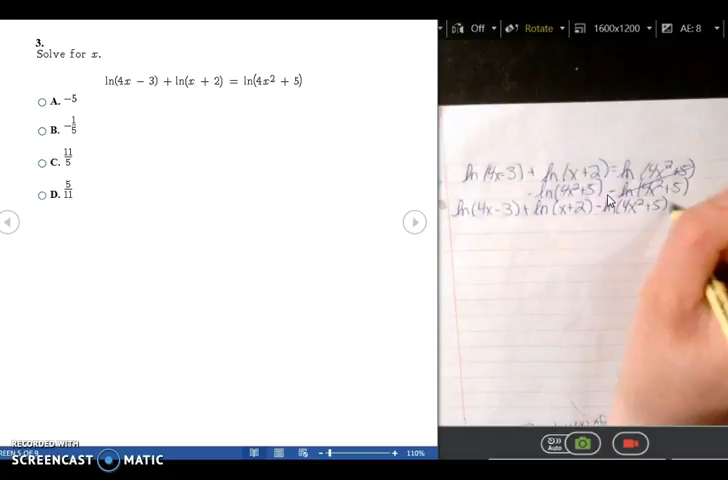 3.
Solve for x.
ln(4x − 3) + ln(x + 2) = ln(4x² + 5)
A. −5
B. −1/5
C. 11/5
D. 5/11
RECORDED WITH
SCREENCAST MATIC
110%
Off Rotate 1600x1200 AE: 8
ln(4x-3) + ln(x+2) = ln(4x²+5)
- ln(4x²+5) - ln(4x²+5)
ln(4x-3) + ln(x+2) - ln(4x²+5)
Auto